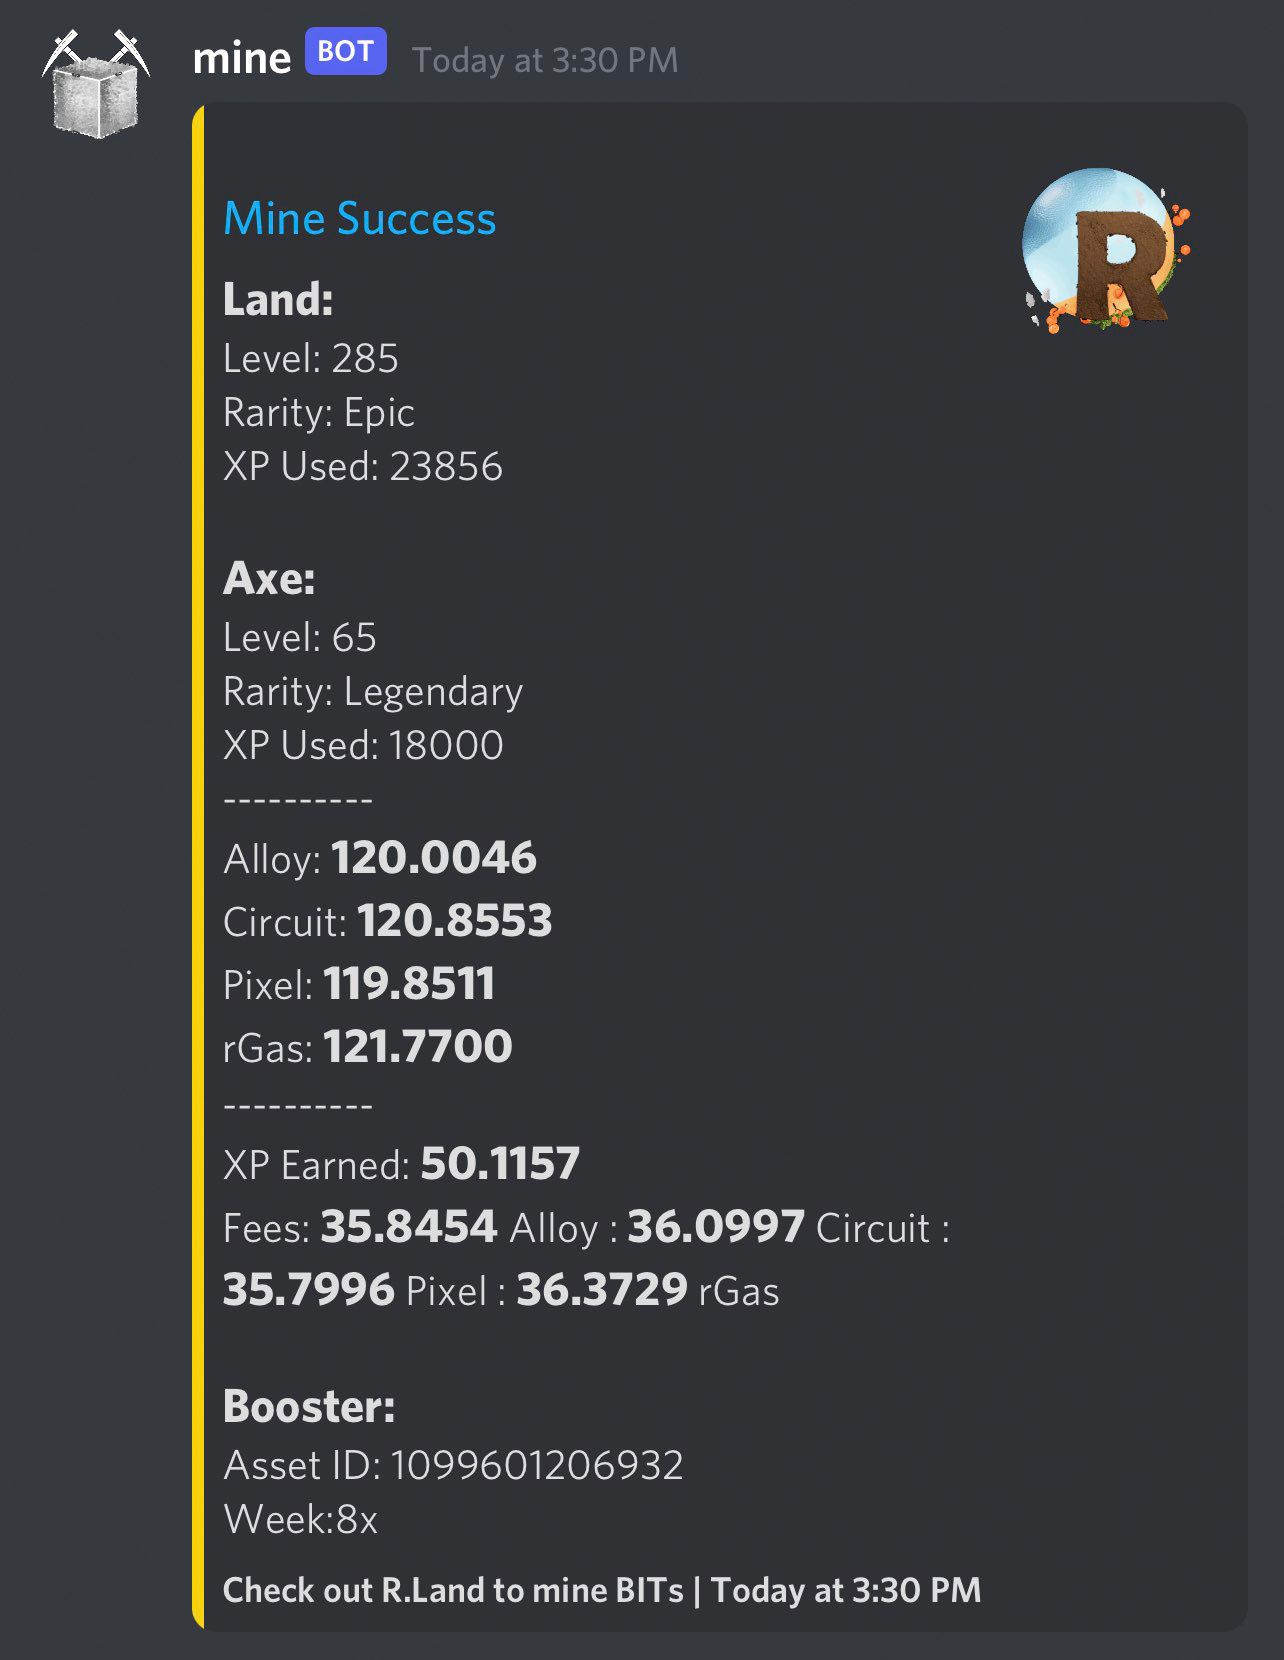 mine BOT Today at 3:30 PM
Mine Success
R
Land:
Level: 285
Rarity: Epic
XP Used: 23856
Axe:
Level: 65
Rarity: Legendary
XP Used: 18000
----------
Alloy: 120.0046
Circuit: 120.8553
Pixel: 119.8511
rGas: 121.7700
----------
XP Earned: 50.1157
Fees: 35.8454 Alloy : 36.0997 Circuit :
35.7996 Pixel : 36.3729 rGas
Booster:
Asset ID: 1099601206932
Week:8x
Check out R.Land to mine BITs | Today at 3:30 PM